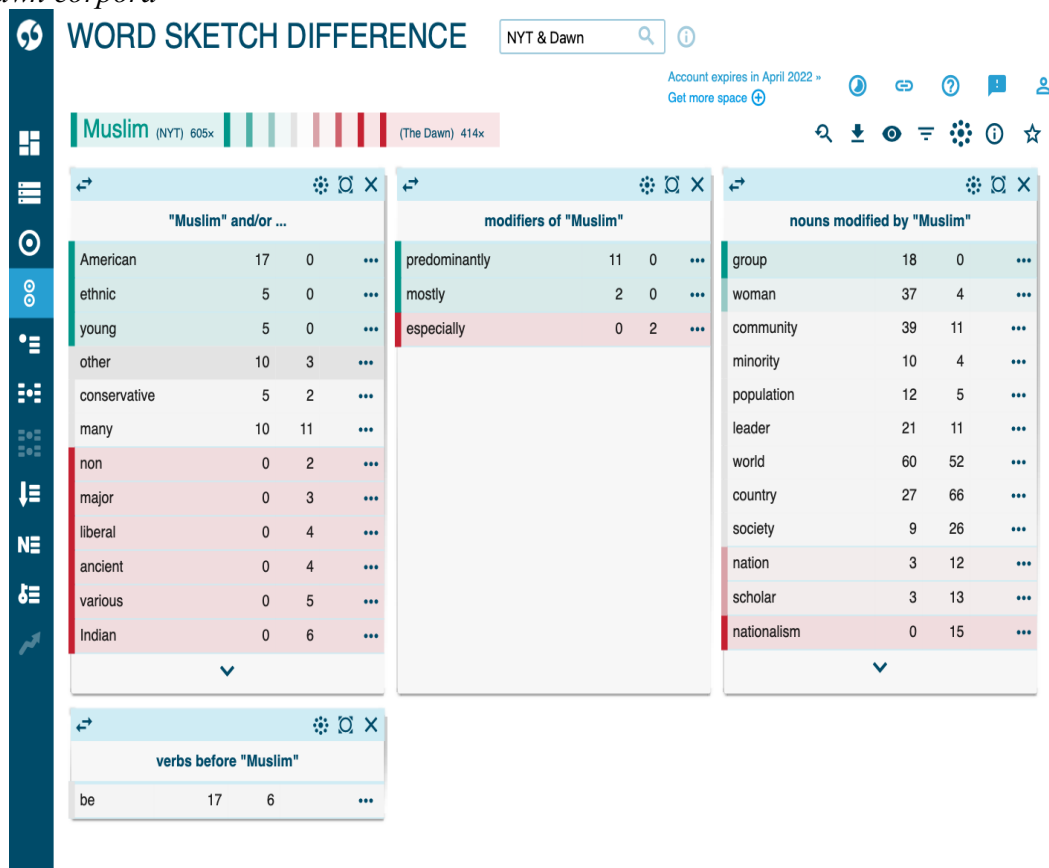 awn corpora
WORD SKETCH DIFFERENCE
NYT & Dawn
Account expires in April 2022 »
Get more space
Muslim (NYT) 605×
(The Dawn) 414×
"Muslim" and/or ...
American 17 0
ethnic 5 0
young 5 0
other 10 3
conservative 5 2
many 10 11
non 0 2
major 0 3
liberal 0 4
ancient 0 4
various 0 5
Indian 0 6
modifiers of "Muslim"
predominantly 11 0
mostly 2 0
especially 0 2
nouns modified by "Muslim"
group 18 0
woman 37 4
community 39 11
minority 10 4
population 12 5
leader 21 11
world 60 52
country 27 66
society 9 26
nation 3 12
scholar 3 13
nationalism 0 15
verbs before "Muslim"
be 17 6